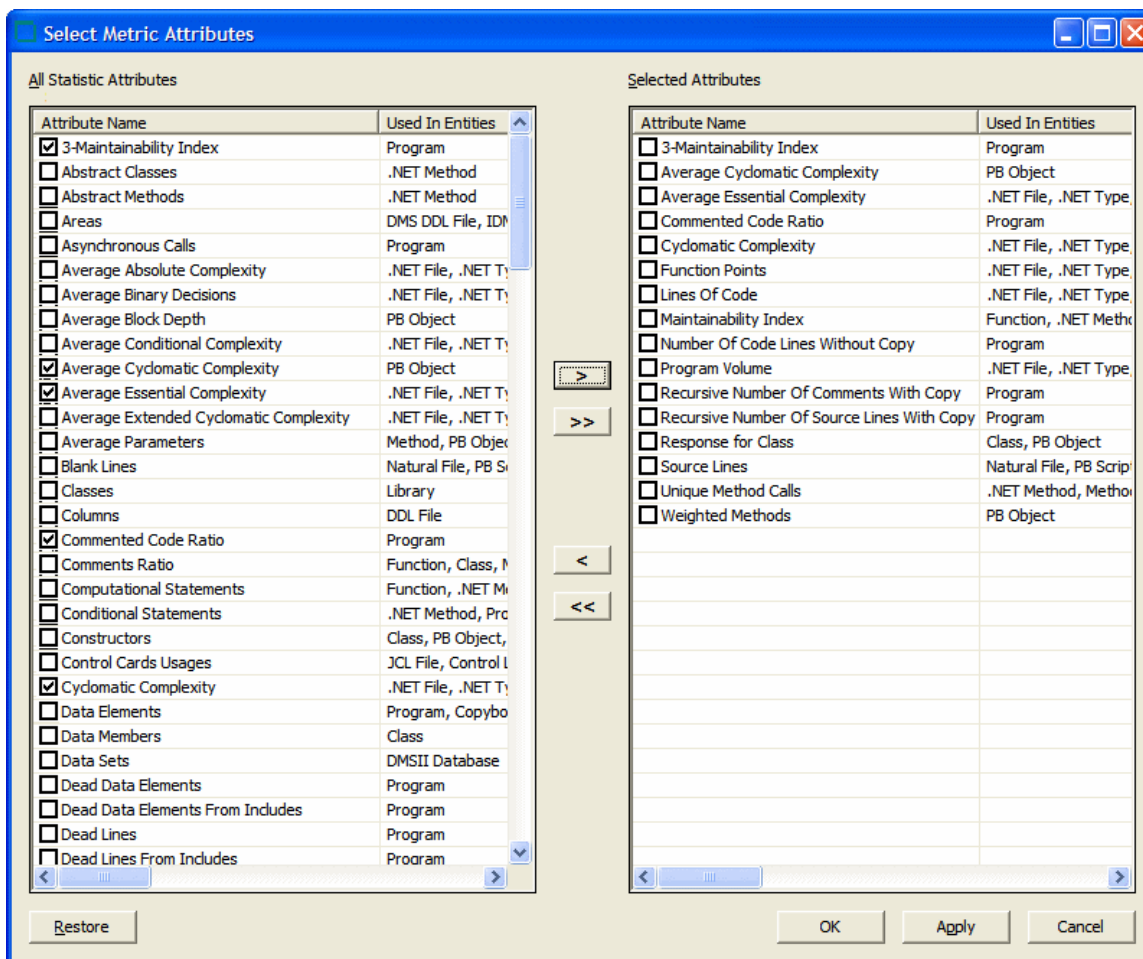 Select Metric Attributes
All Statistic Attributes
Attribute Name Used In Entities
3-Maintainability Index Program
Abstract Classes .NET Method
Abstract Methods .NET Method
Areas DMS DDL File, IDM
Asynchronous Calls Program
Average Absolute Complexity .NET File, .NET Ty
Average Binary Decisions .NET File, .NET Ty
Average Block Depth PB Object
Average Conditional Complexity .NET File, .NET Ty
Average Cyclomatic Complexity PB Object
Average Essential Complexity .NET File, .NET Ty
Average Extended Cyclomatic Complexity .NET File, .NET Ty
Average Parameters Method, PB Objec
Blank Lines Natural File, PB S
Classes Library
Columns DDL File
Commented Code Ratio Program
Comments Ratio Function, Class, M
Computational Statements Function, .NET Me
Conditional Statements .NET Method, Pro
Constructors Class, PB Object,
Control Cards Usages JCL File, Control L
Cyclomatic Complexity .NET File, .NET Ty
Data Elements Program, Copybo
Data Members Class
Data Sets DMSII Database
Dead Data Elements Program
Dead Data Elements From Includes Program
Dead Lines Program
Dead Lines From Includes Program
>
>>
<
<<
Selected Attributes
Attribute Name Used In Entities
3-Maintainability Index Program
Average Cyclomatic Complexity PB Object
Average Essential Complexity .NET File, .NET Type,
Commented Code Ratio Program
Cyclomatic Complexity .NET File, .NET Type,
Function Points .NET File, .NET Type,
Lines Of Code .NET File, .NET Type,
Maintainability Index Function, .NET Metho
Number Of Code Lines Without Copy Program
Program Volume .NET File, .NET Type,
Recursive Number Of Comments With Copy Program
Recursive Number Of Source Lines With Copy Program
Response for Class Class, PB Object
Source Lines Natural File, PB Script
Unique Method Calls .NET Method, Metho
Weighted Methods PB Object
Restore OK Apply Cancel